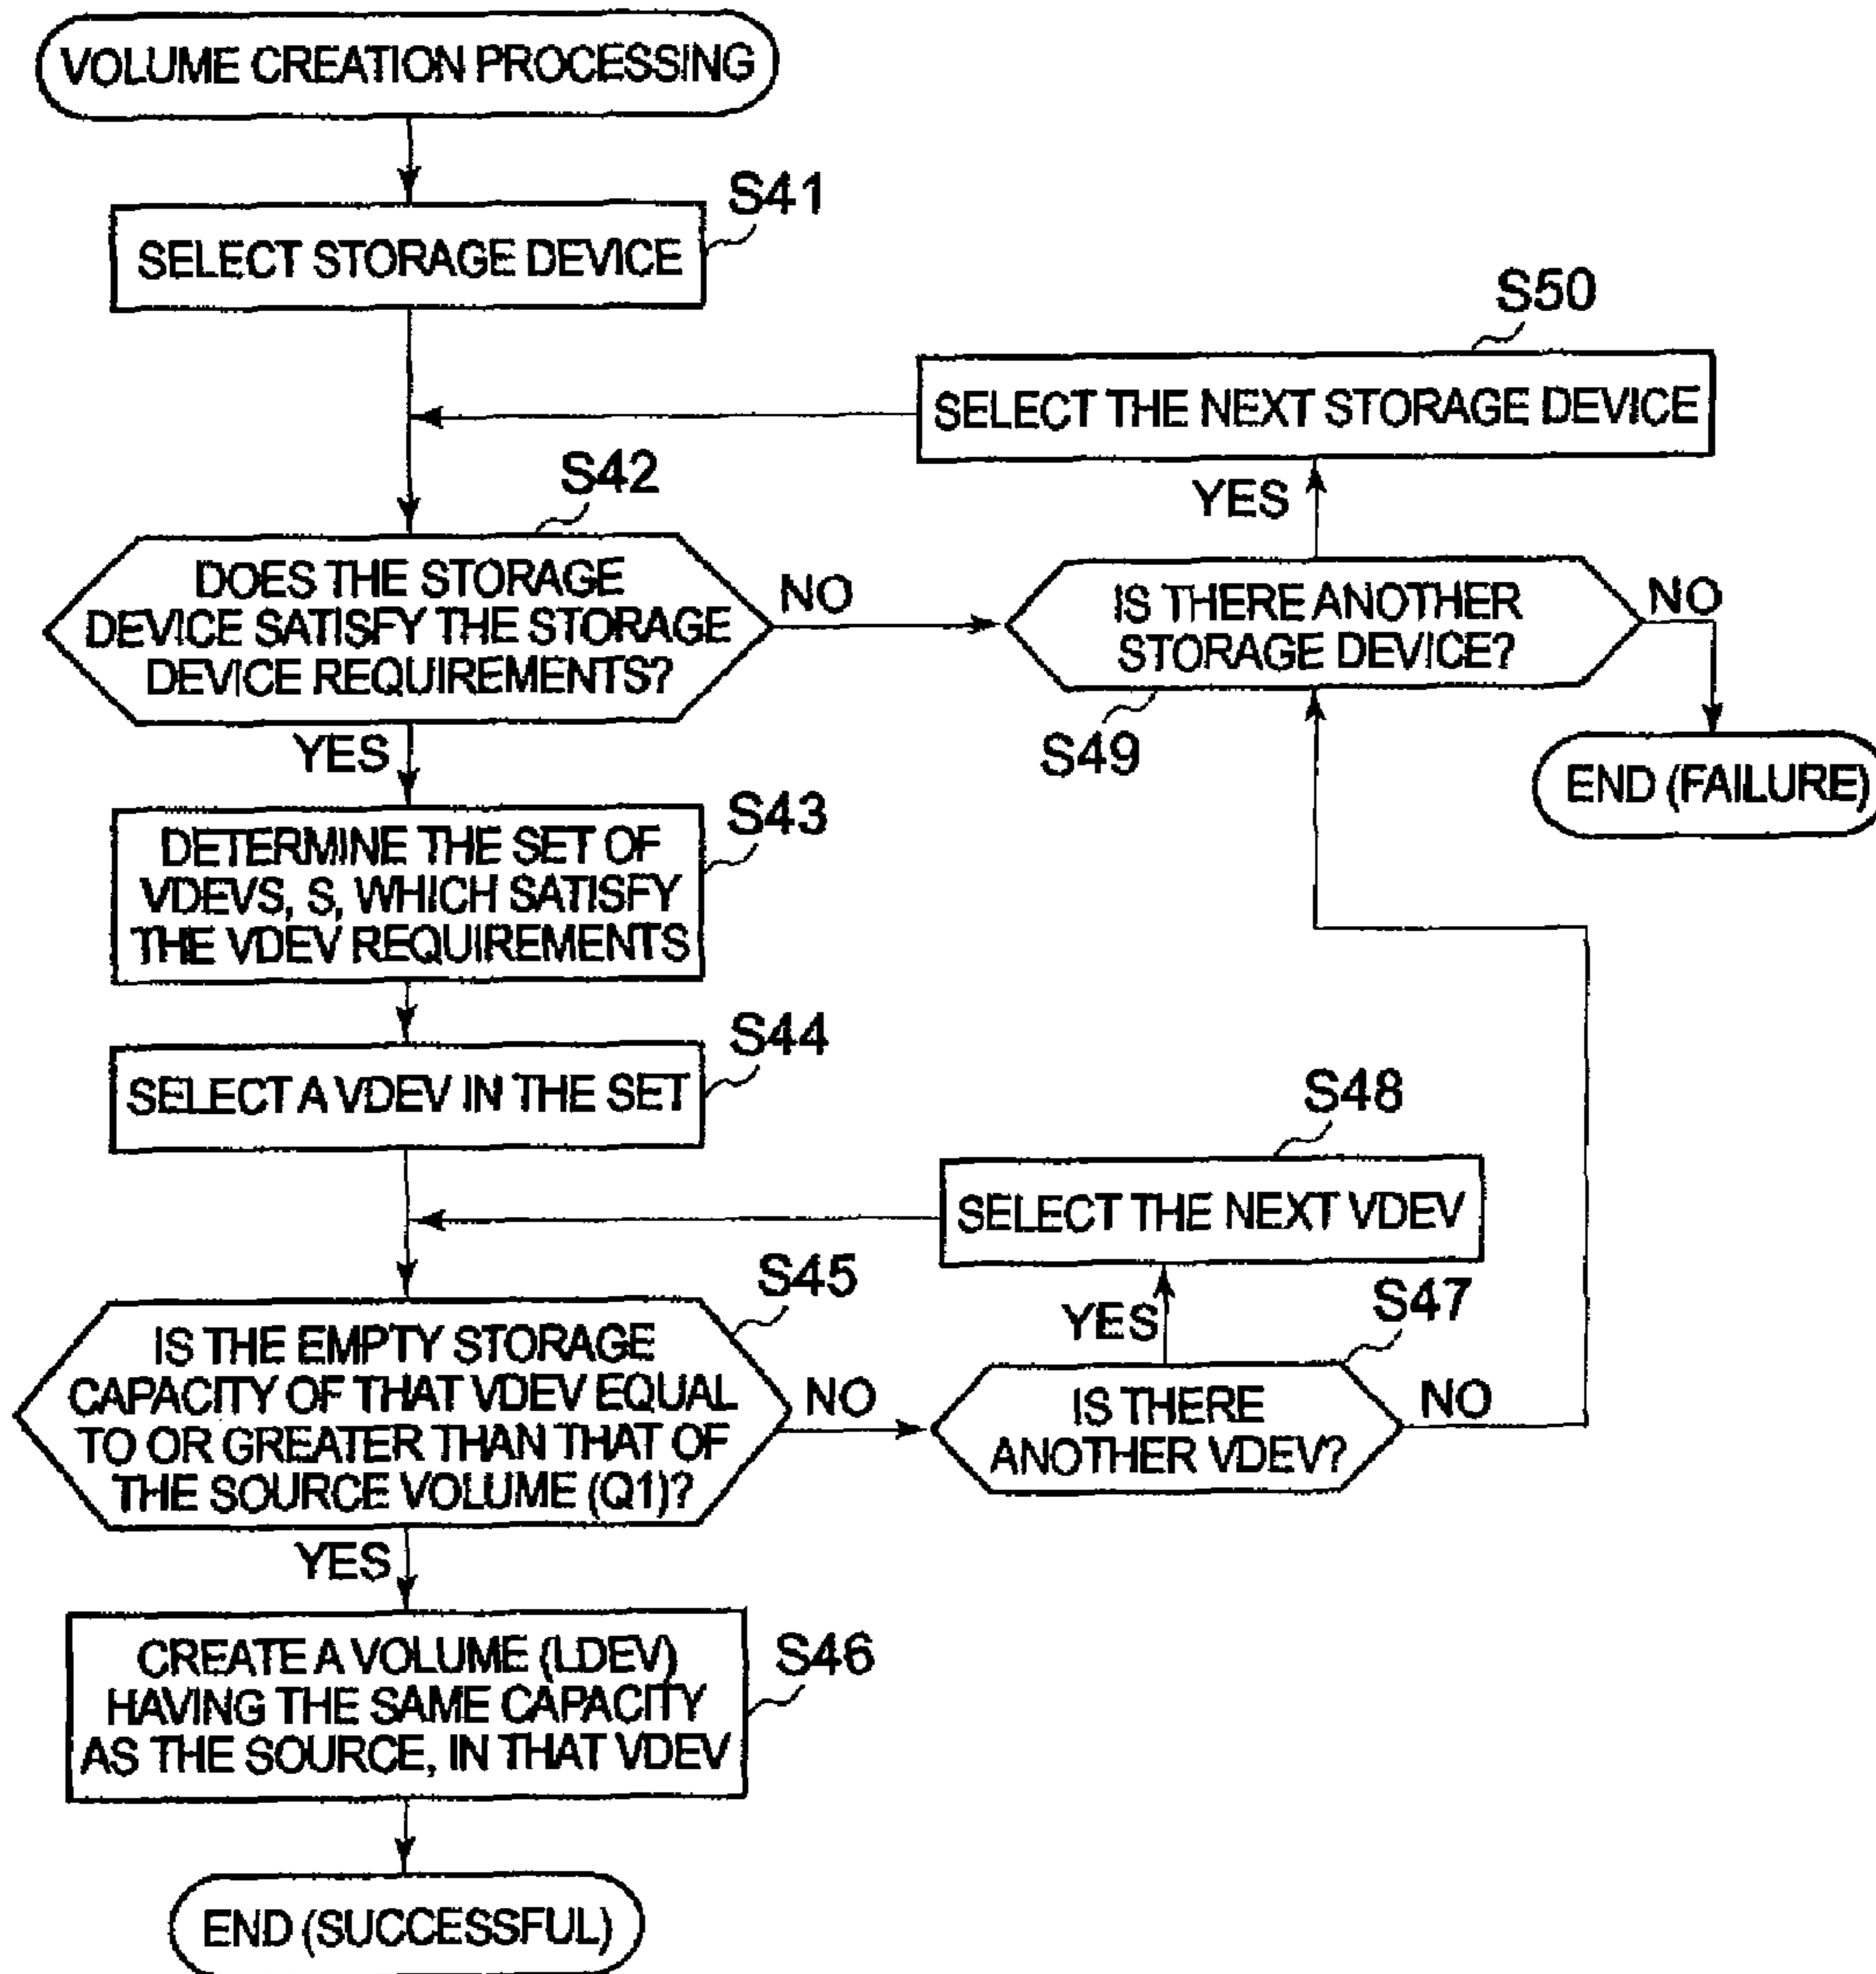 VOLUME CREATION PROCESSING
S41
SELECT STORAGE DEVICE
S50
SELECT THE NEXT STORAGE DEVICE
YES
S42
DOES THE STORAGE
DEVICE SATISFY THE STORAGE
DEVICE REQUIREMENTS?
NO
IS THERE ANOTHER
STORAGE DEVICE?
NO
S49
END (FAILURE)
YES
S43
DETERMINE THE SET OF
VDEVS, S, WHICH SATISFY
THE VDEV REQUIREMENTS
S44
SELECT A VDEV IN THE SET
S48
SELECT THE NEXT VDEV
YES
S45
IS THE EMPTY STORAGE
CAPACITY OF THAT VDEV EQUAL
TO OR GREATER THAN THAT OF
THE SOURCE VOLUME (Q1)?
NO
S47
IS THERE
ANOTHER VDEV?
NO
YES
S46
CREATE A VOLUME (LDEV)
HAVING THE SAME CAPACITY
AS THE SOURCE, IN THAT VDEV
END (SUCCESSFUL)